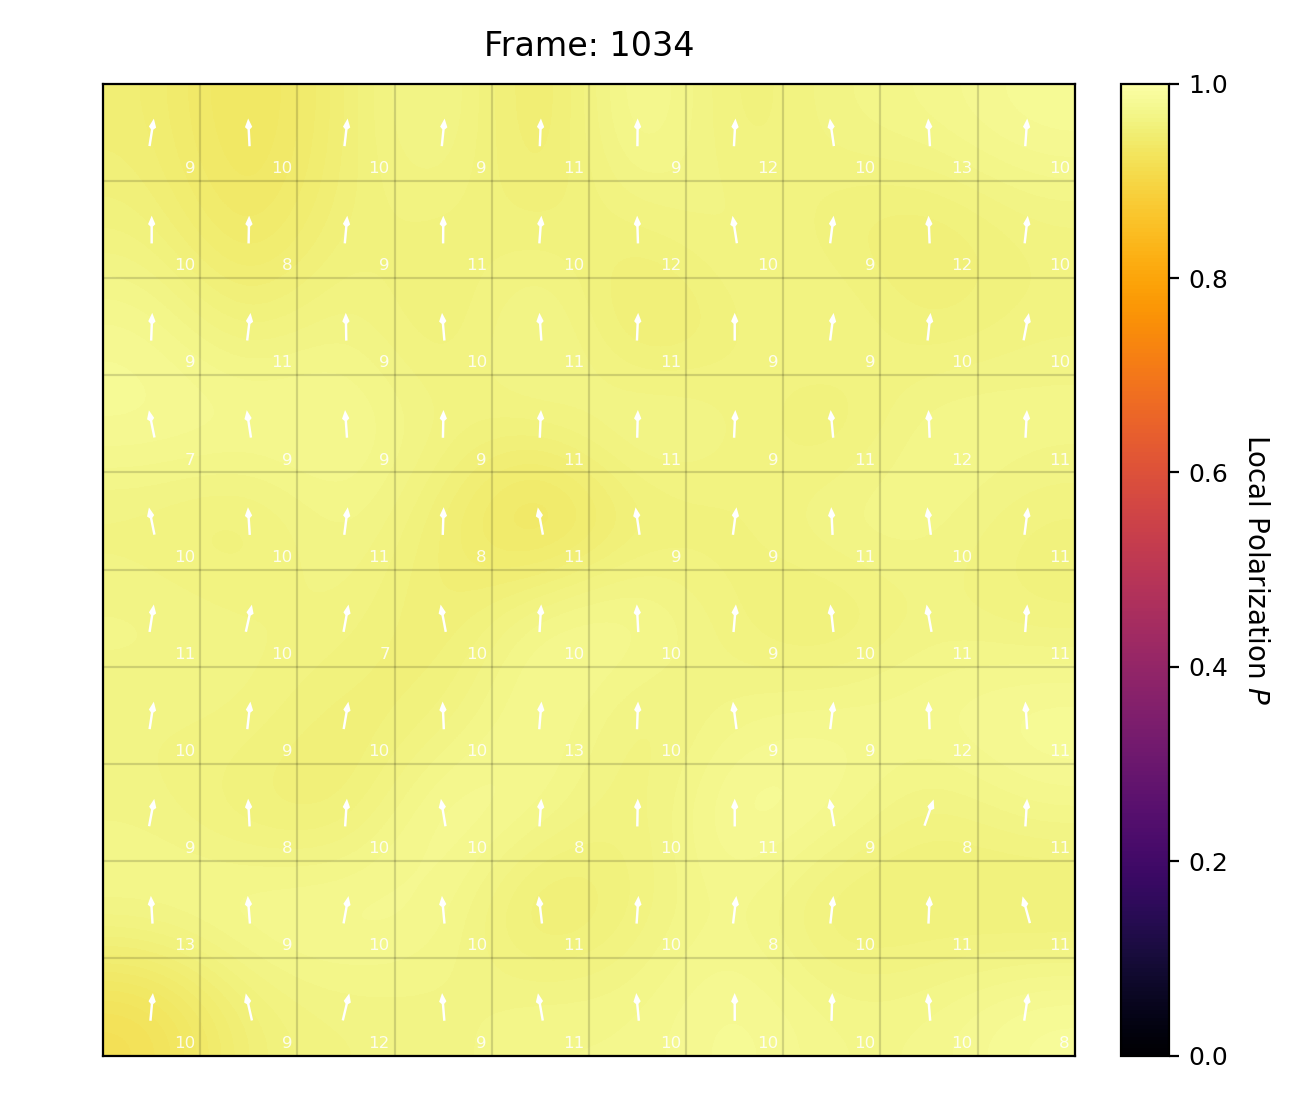 Frame: 1034
9 10 10 9 11 9 12 10 13 10
10 8 9 11 10 12 10 9 12 10
9 11 9 10 11 11 9 9 10 10
7 9 9 9 11 11 9 11 12 11
10 10 11 8 11 9 9 11 10 11
11 10 7 10 10 10 9 10 11 11
10 9 10 10 13 10 9 9 12 11
9 8 10 10 8 10 11 9 8 11
13 9 10 10 11 10 8 10 11 11
10 9 12 9 11 10 10 10 10 8
1.0
0.8
0.6
0.4
0.2
0.0
Local Polarization P